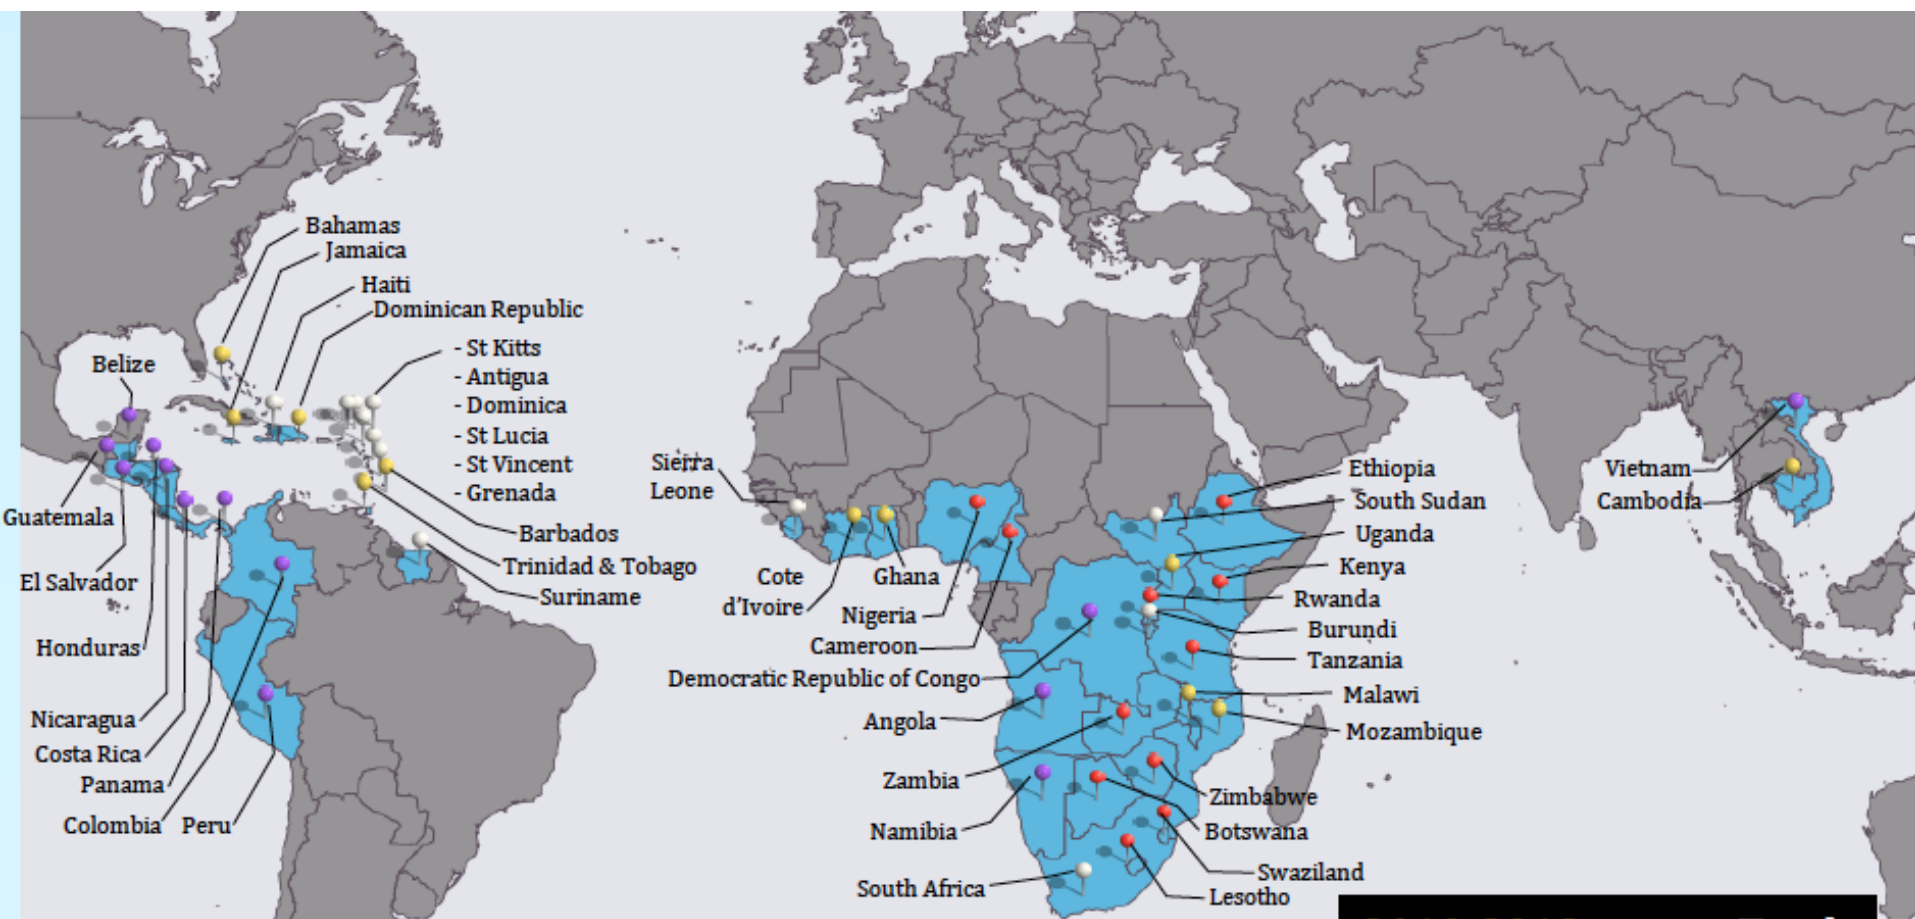 Bahamas
Jamaica
Haiti
Dominican Republic
- St Kitts
- Antigua
- Dominica
- St Lucia
- St Vincent
- Grenada
Belize
Guatemala
El Salvador
Honduras
Nicaragua
Costa Rica
Panama
Colombia
Peru
Barbados
Trinidad & Tobago
Suriname
Sierra
Leone
Cote
d'Ivoire
Ghana
Nigeria
Cameroon
Democratic Republic of Congo
Angola
Zambia
Namibia
South Africa
Ethiopia
South Sudan
Uganda
Kenya
Rwanda
Burundi
Tanzania
Malawi
Mozambique
Zimbabwe
Botswana
Swaziland
Lesotho
Vietnam
Cambodia